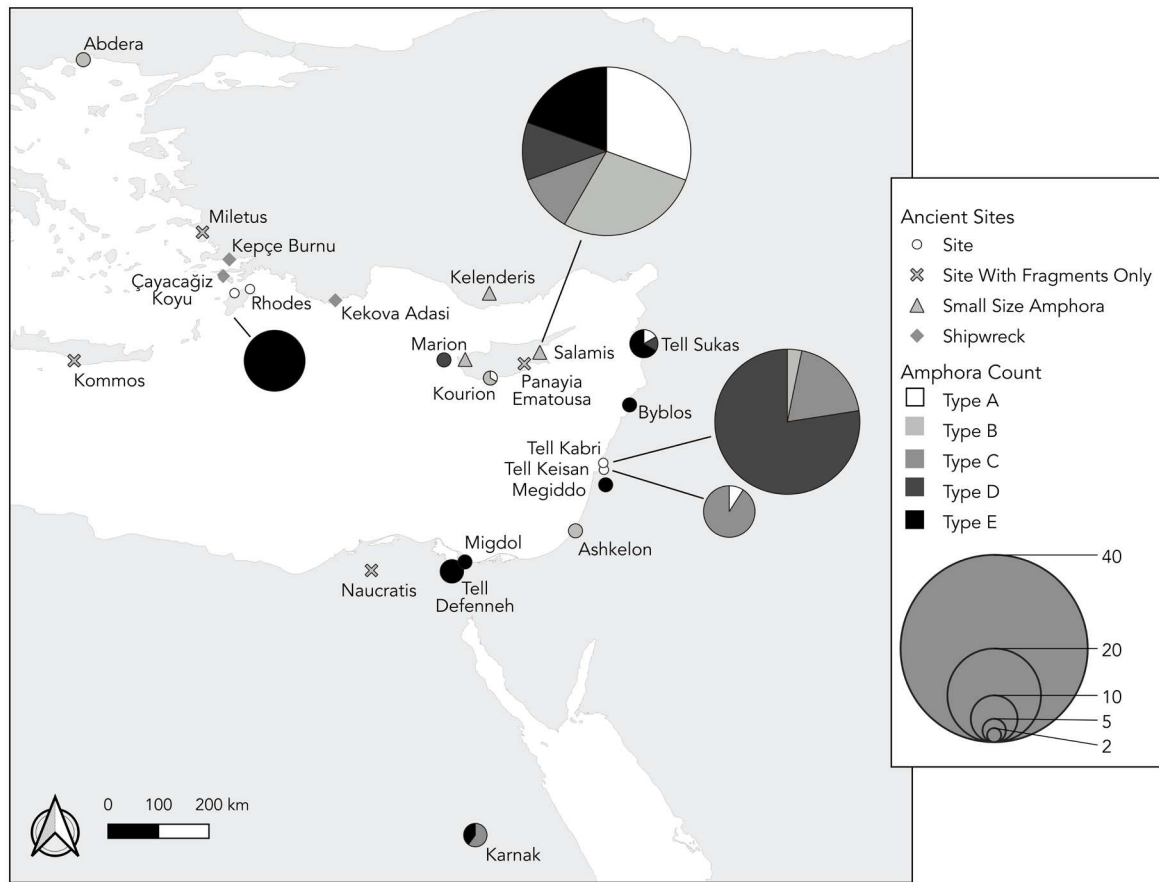 Abdera
Miletus
Kepçe Burnu
Çayacağiz
Koyu
Rhodes
Kekova Adasi
Kelenderis
Kommos
Marion
Salamis
Kourion
Panayia
Ematousa
Tell Sukas
Byblos
Tell Kabri
Tell Keisan
Megiddo
Ashkelon
Migdol
Naucratis
Tell
Defenneh
Karnak
0 100 200 km
Ancient Sites
Site
Site With Fragments Only
Small Size Amphora
Shipwreck
Amphora Count
Type A
Type B
Type C
Type D
Type E
40
20
10
5
2